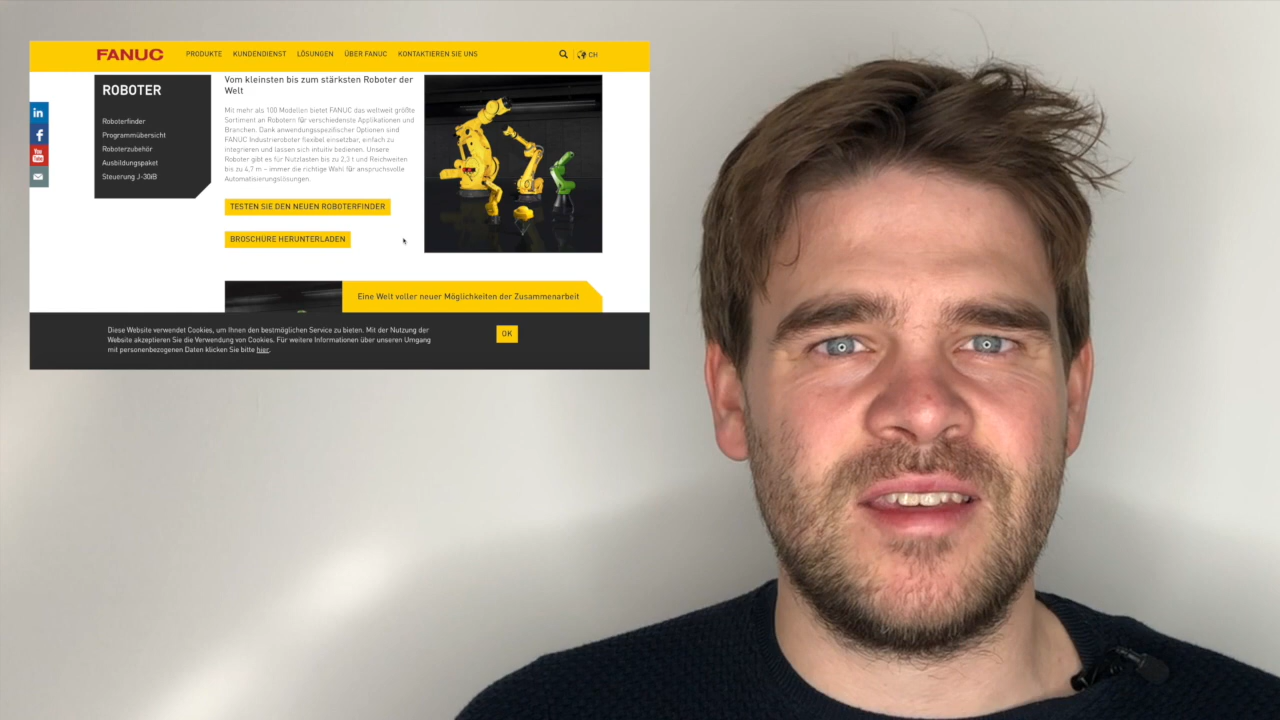 FANUC
PRODUKTE KUNDENDIENST LÖSUNGEN ÜBER FANUC KONTAKTIEREN SIE UNS CH
ROBOTER
Roboterfinder
Programmübersicht
Roboterzubehör
Ausbildungspaket
Steuerung J-30iB
Vom kleinsten bis zum stärksten Roboter der
Welt
Mit mehr als 100 Modellen bietet FANUC das weltweit größte
Sortiment an Robotern für verschiedenste Applikationen und
Branchen. Dank anwendungsspezifischer Optionen sind
FANUC Industrieroboter flexibel einsetzbar, einfach zu
integrieren und lassen sich intuitiv bedienen. Unsere
Roboter gibt es für Nutzlasten bis zu 2,3 t und Reichweiten
bis zu 4,7 m – immer die richtige Wahl für anspruchsvolle
Automatisierungslösungen.
TESTEN SIE DEN NEUEN ROBOTERFINDER
BROSCHÜRE HERUNTERLADEN
Eine Welt voller neuer Möglichkeiten der Zusammenarbeit
Diese Website verwendet Cookies, um Ihnen den bestmöglichen Service zu bieten. Mit der Nutzung der
Website akzeptieren Sie die Verwendung von Cookies. Für weitere Informationen über unseren Umgang
mit personenbezogenen Daten klicken Sie bitte hier.
OK
in
f
You
Tube